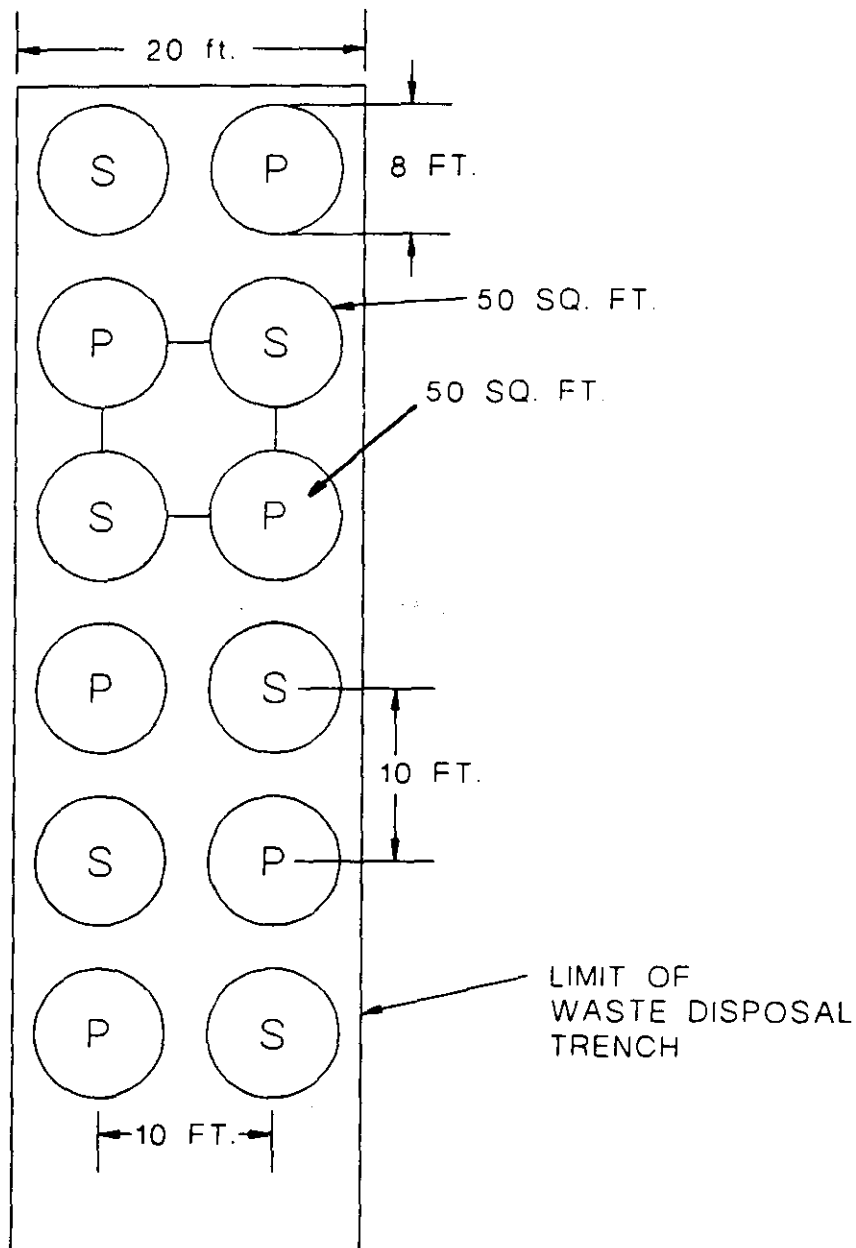 20 ft.
S P
8 FT.
P S
50 SQ. FT.
50 SQ. FT.
S P
P S
10 FT.
S P
LIMIT OF
WASTE DISPOSAL
TRENCH
P S
10 FT.